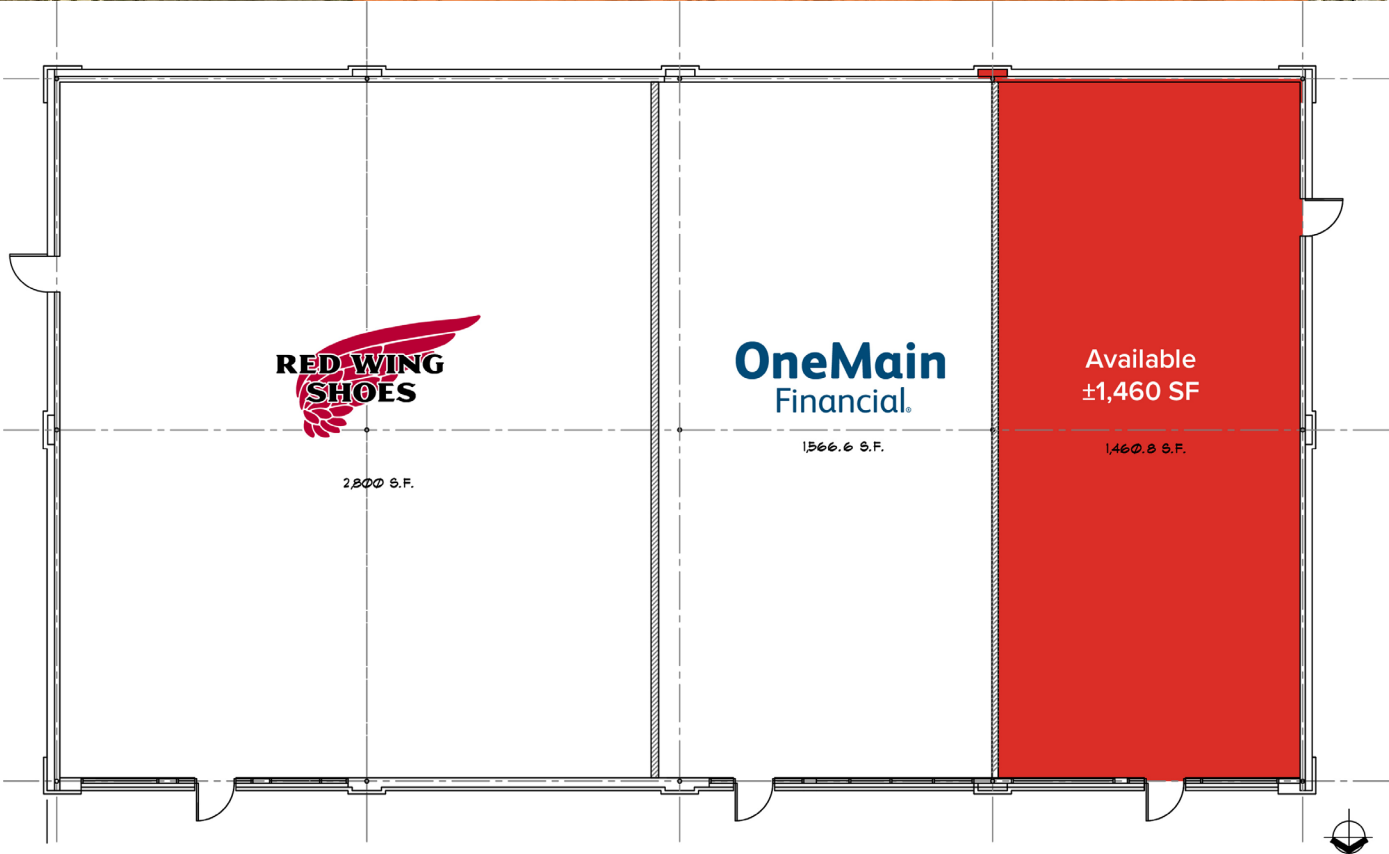 RED WING
SHOES
2,800 S.F.
OneMain
Financial®
1,566.6 S.F.
Available
±1,460 SF
1,460.8 S.F.